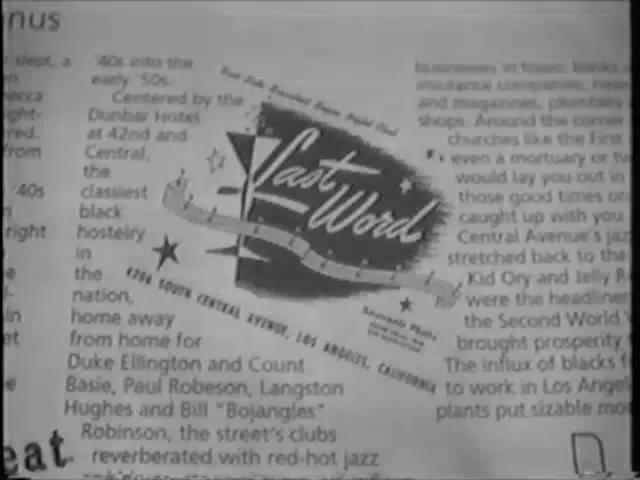 nus
slept, a
'40s
right
eat
'40s into the
early '50s.
Centered by the
Dunbar Hotel
at 42nd and
Central,
the
classiest
black
hostelry
in
the
nation,
home away
from home for
Duke Ellington and Count
Basie, Paul Robeson, Langston
Hughes and Bill "Bojangles"
Robinson, the street's clubs
reverberated with red-hot jazz
Last
Word
4206 SOUTH CENTRAL AVENUE, LOS ANGELES, CALIFORNIA
insurance companies,
and magazines, plumbers
shops. Around the corner
churches like the First
even a mortuary or
would lay you out in
those good times
caught up with you
Central Avenue's jazz
stretched back to the
Kid Ory and Jelly R
were the headliner
the Second World
brought prosperity
The influx of blacks f
to work in Los Angel
plants put sizable